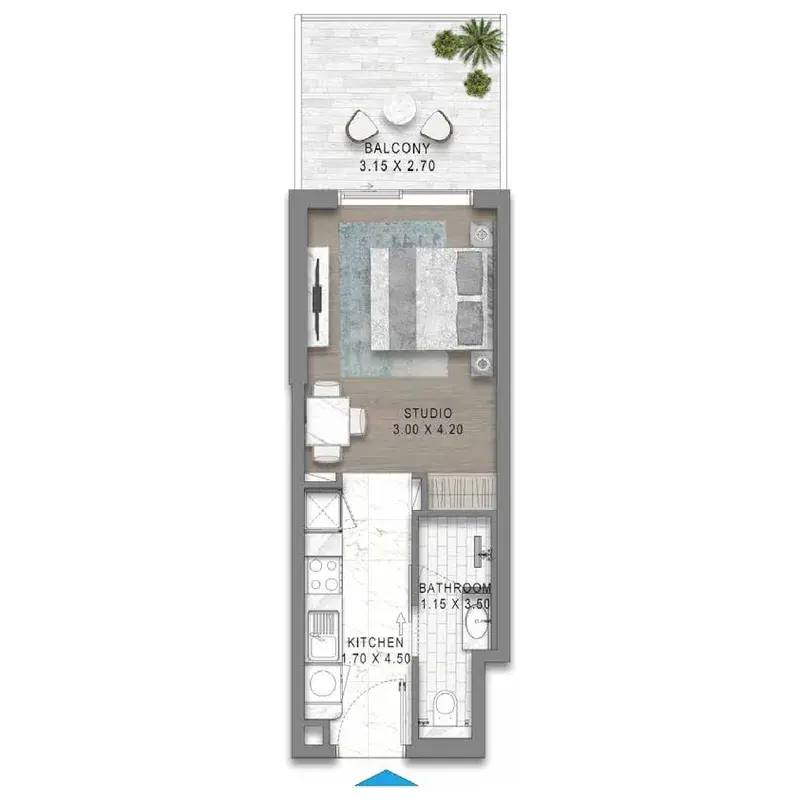 BALCONY
3.15 X 2.70
STUDIO
3.00 X 4.20
BATHROOM
1.15 X 3.50
KITCHEN
1.70 X 4.50